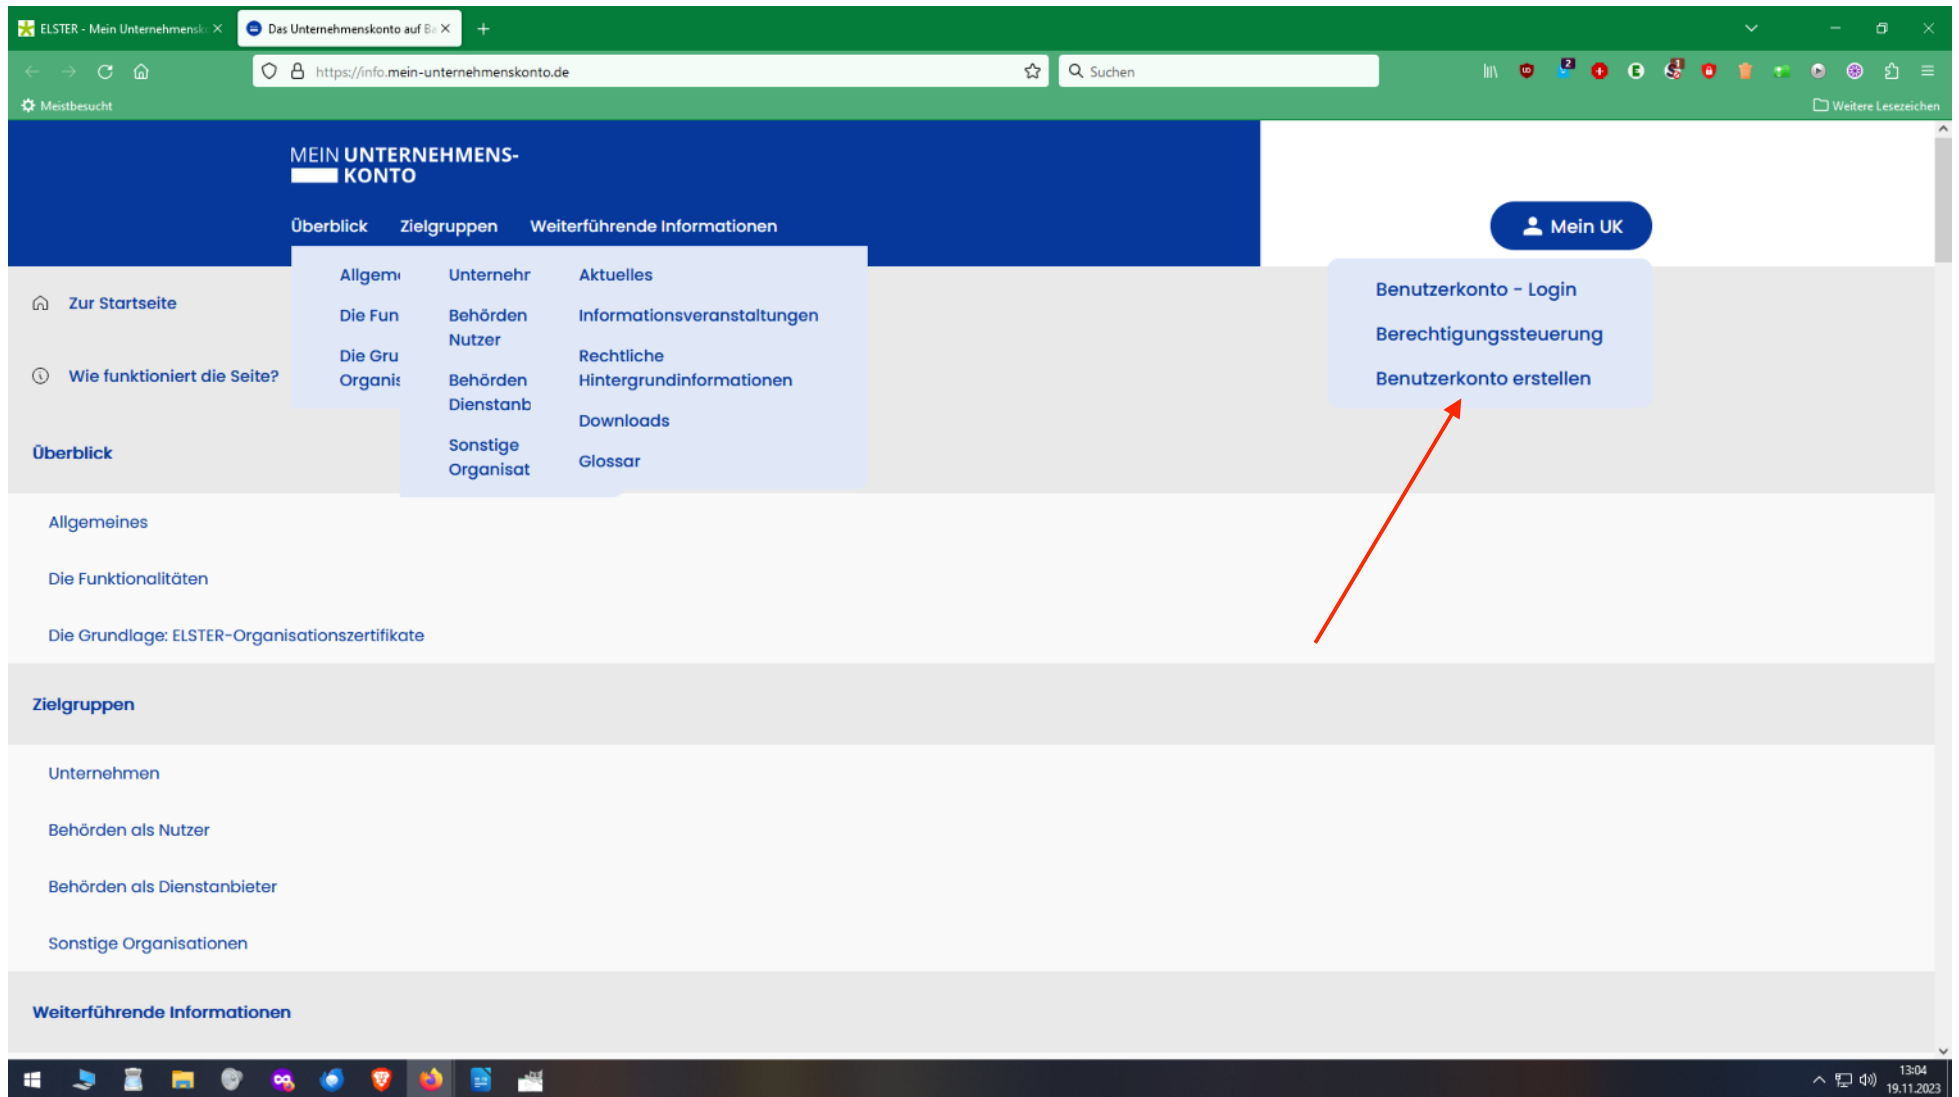 ELSTER - Mein Unternehmensk
Das Unternehmenskonto auf Ba
https://info.mein-unternehmenskonto.de
Suchen
2
1
Meistbesucht
Weitere Lesezeichen
MEIN UNTERNEHMENS-
KONTO
Überblick Zielgruppen Weiterführende Informationen
Mein UK
Allgeme
Die Fun
Die Gru
Organis
Unternehr
Behörden
Nutzer
Behörden
Dienstanb
Sonstige
Organisat
Aktuelles
Informationsveranstaltungen
Rechtliche
Hintergrundinformationen
Downloads
Glossar
Benutzerkonto - Login
Berechtigungssteuerung
Benutzerkonto erstellen
Zur Startseite
Wie funktioniert die Seite?
Überblick
Allgemeines
Die Funktionalitäten
Die Grundlage: ELSTER-Organisationszertifikate
Zielgruppen
Unternehmen
Behörden als Nutzer
Behörden als Dienstanbieter
Sonstige Organisationen
Weiterführende Informationen
13:04
19.11.2023